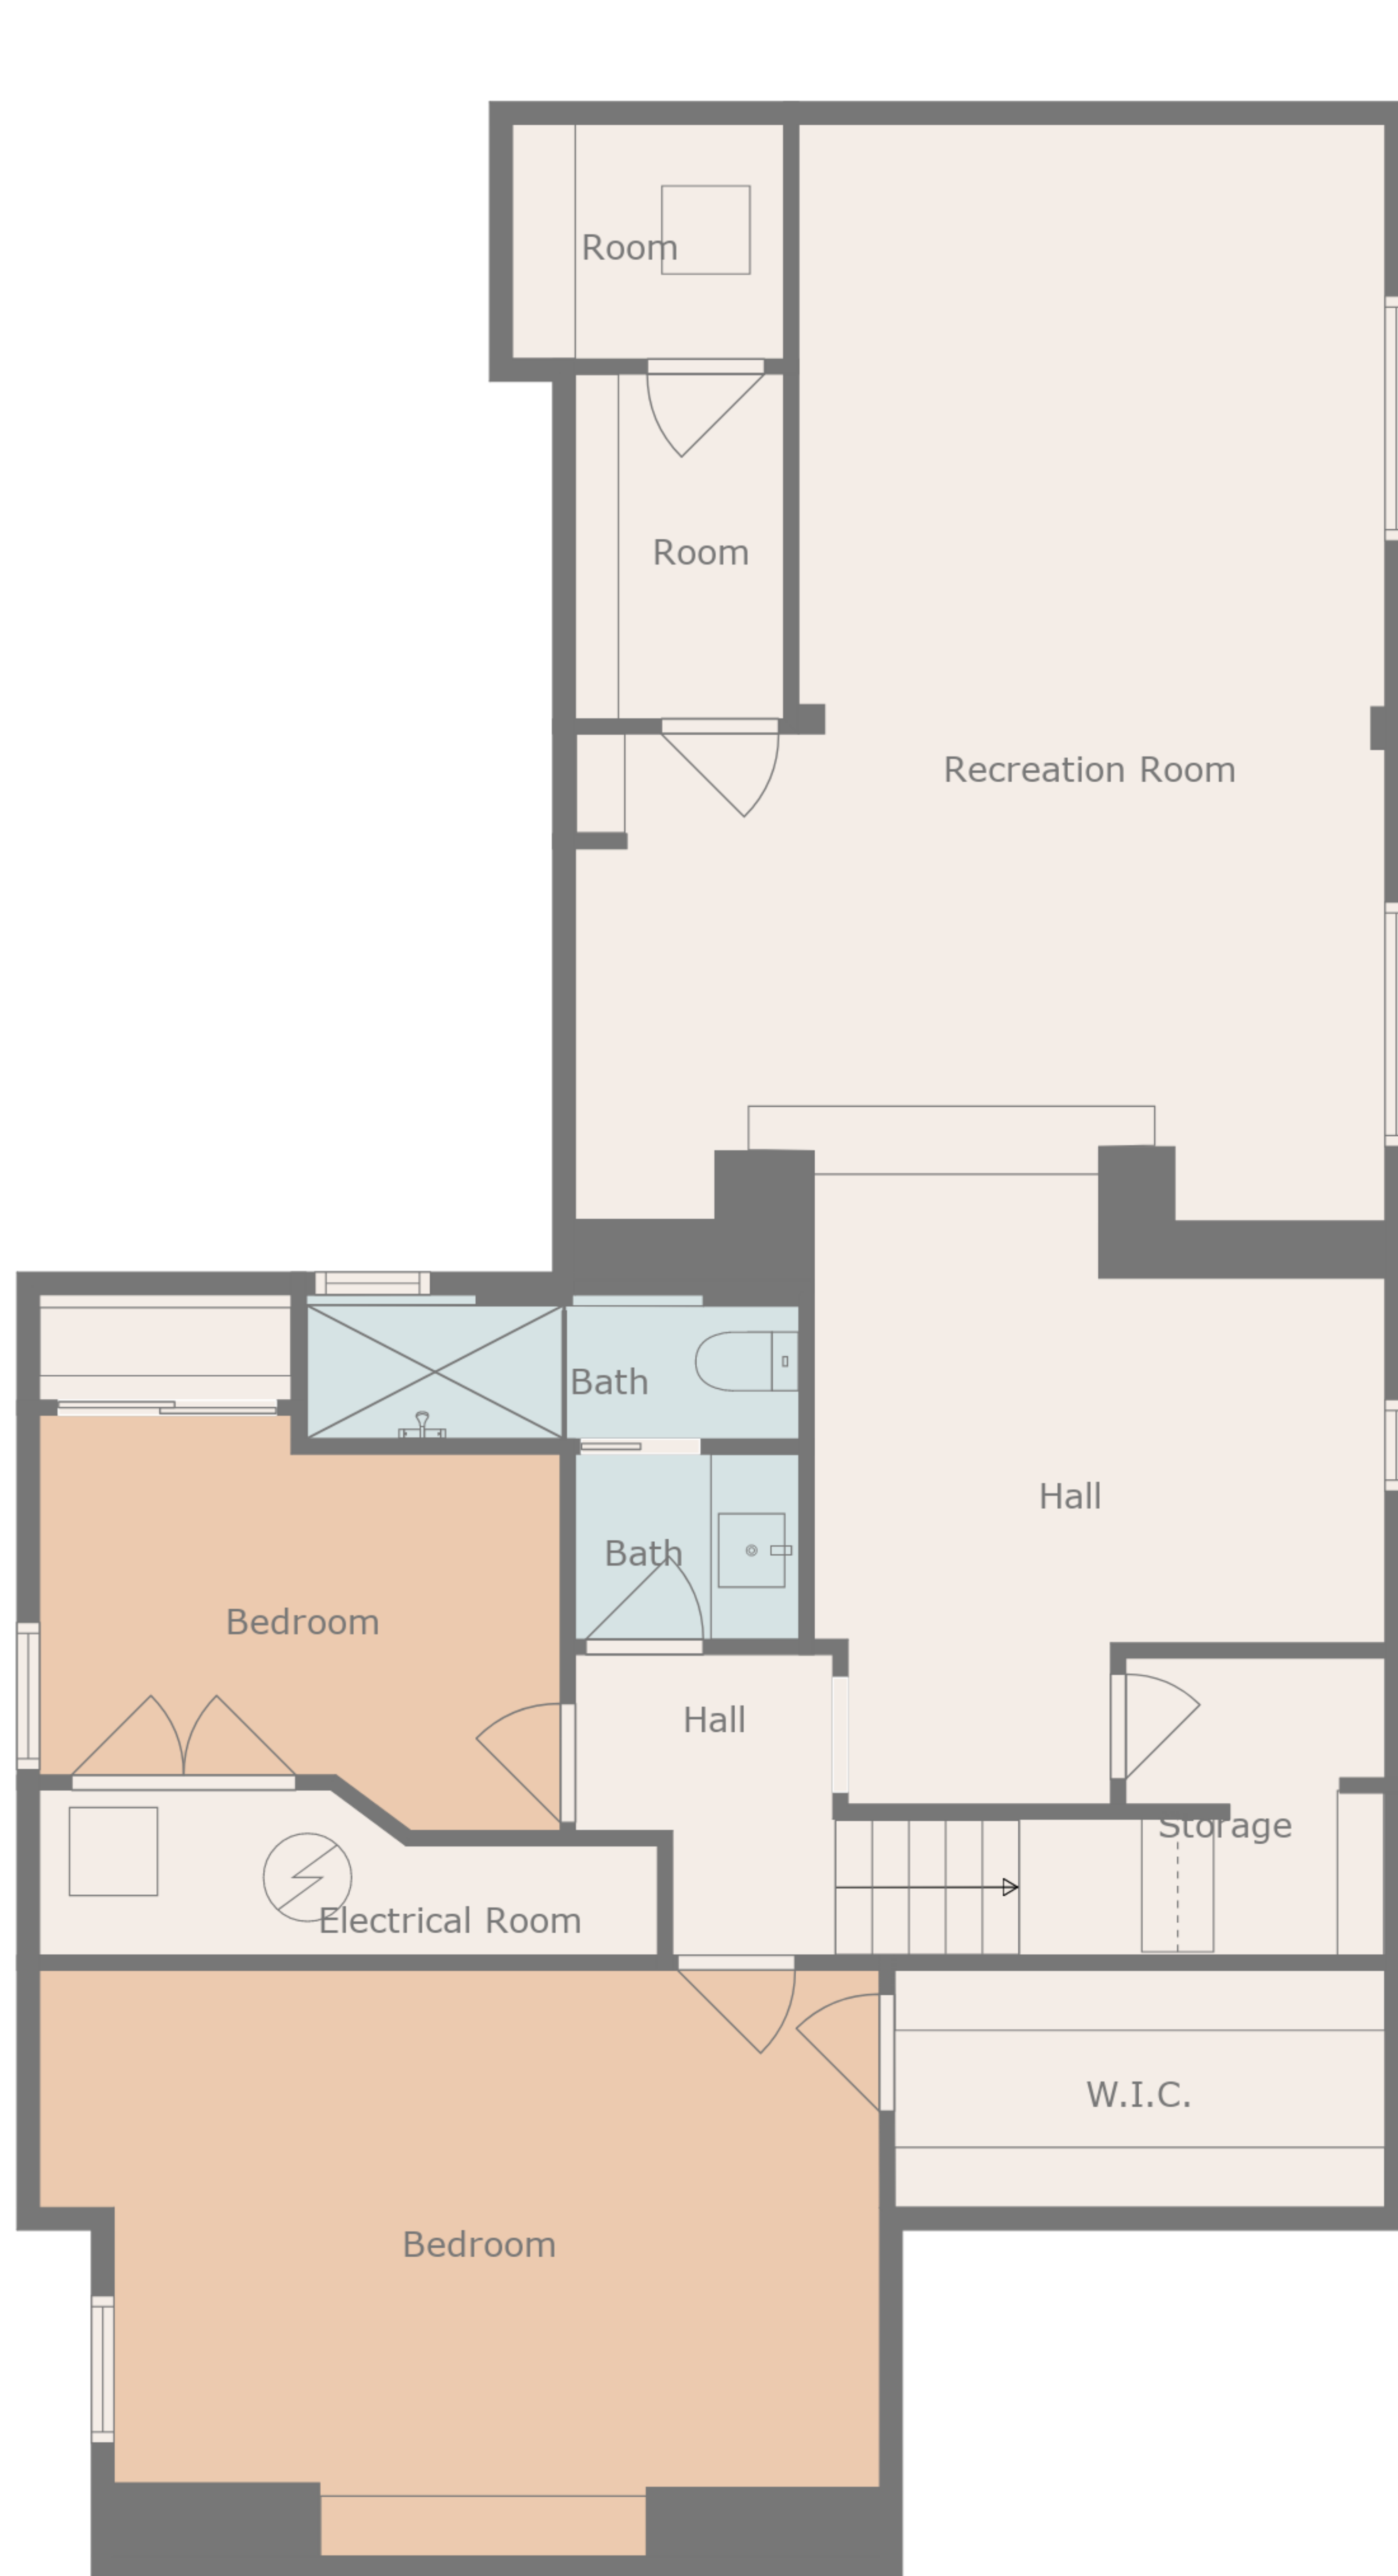 Room
Room
Recreation Room
Bath
Hall
Bath
Bedroom
Hall
Storage
Electrical Room
W.I.C.
Bedroom